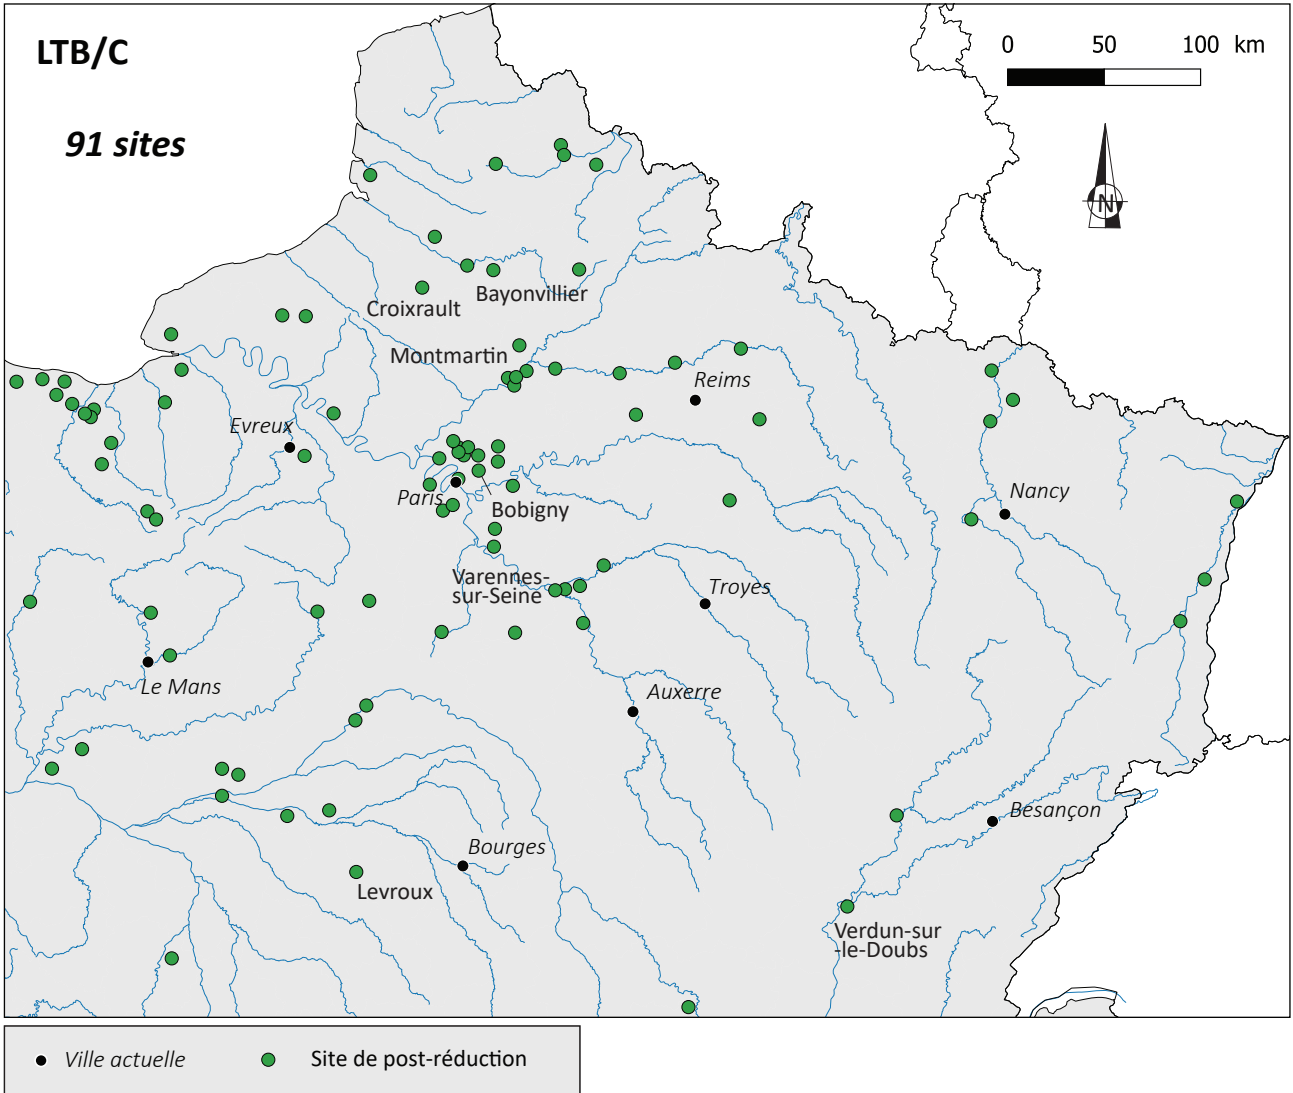 LTB/C
0 50 100 km
91 sites
N
Croixrault
Bayonvillier
Montmartin
Reims
Evreux
Paris
Bobigny
Nancy
Varennes-
sur-Seine
Troyes
Le Mans
Auxerre
Besançon
Bourges
Levroux
Verdun-sur
-le-Doubs
Ville actuelle
Site de post-réduction